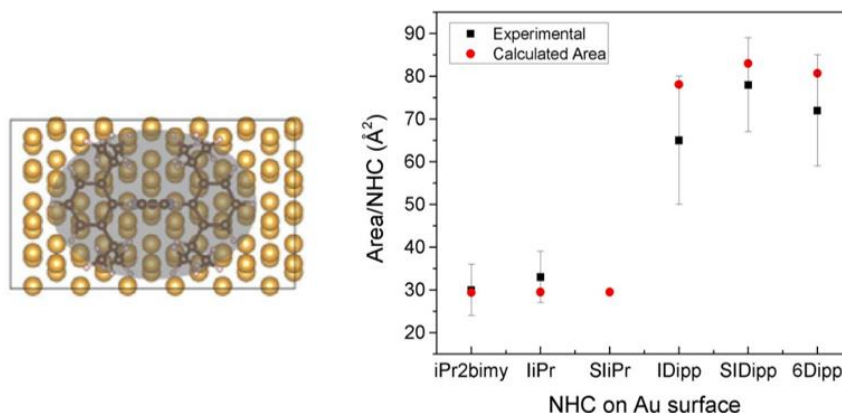 Experimental
Calculated Area
Area/NHC (Å²)
90
80
70
60
50
40
30
20
iPr2bimy
IiPr
SIiPr
IDipp
SIDipp
6Dipp
NHC on Au surface